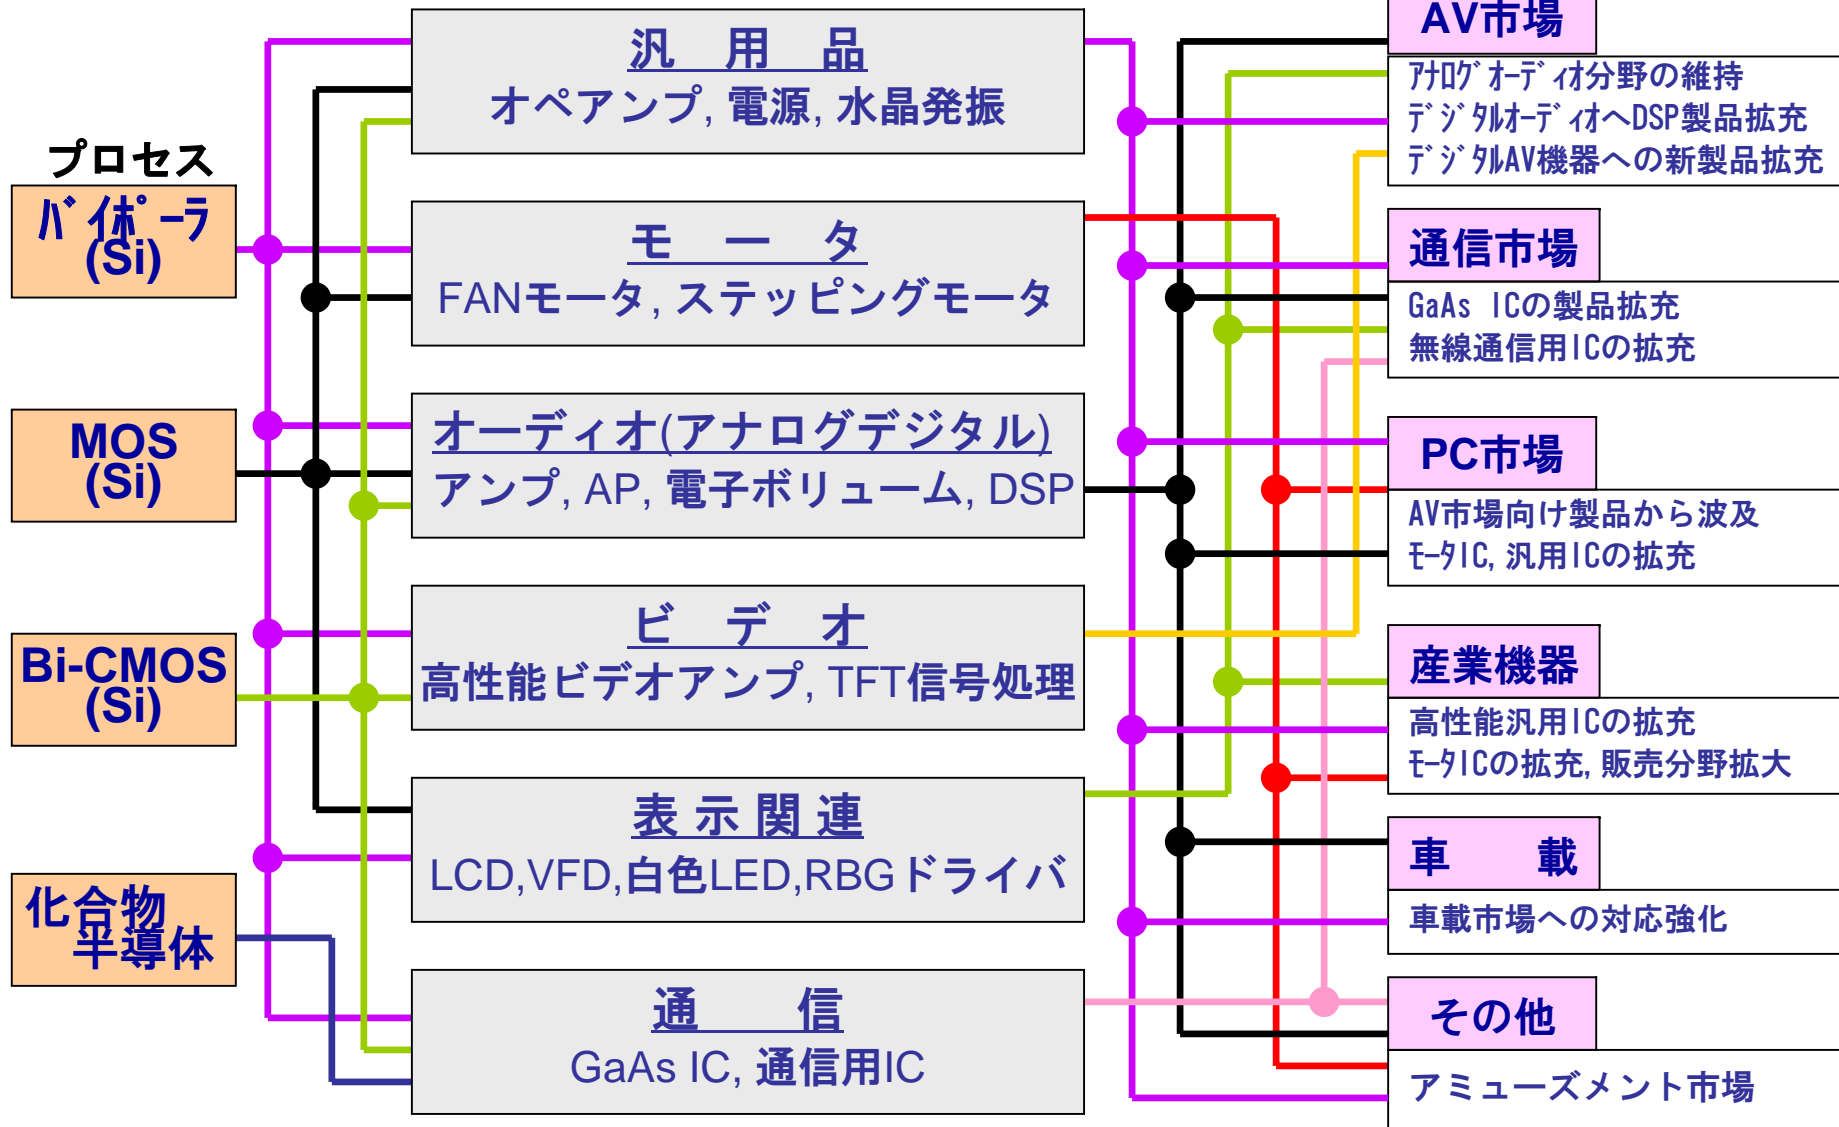 プロセス
バイポーラ
(Si)
MOS
(Si)
Bi-CMOS
(Si)
化合物
半導体
汎 用 品
オペアンプ, 電源, 水晶発振
モ ー タ
FANモータ, ステッピングモータ
オーディオ(アナログデジタル)
アンプ, AP, 電子ボリューム, DSP
ビ デ オ
高性能ビデオアンプ, TFT信号処理
表 示 関 連
LCD,VFD,白色LED,RBGドライバ
通 信
GaAs IC, 通信用IC
AV市場
アナログオーディオ分野の維持
デジタルオーディオへDSP製品拡充
デジタルAV機器への新製品拡充
通信市場
GaAs ICの製品拡充
無線通信用ICの拡充
PC市場
AV市場向け製品から波及
モータIC, 汎用ICの拡充
産業機器
高性能汎用ICの拡充
モータICの拡充, 販売分野拡大
車 載
車載市場への対応強化
その他
アミューズメント市場